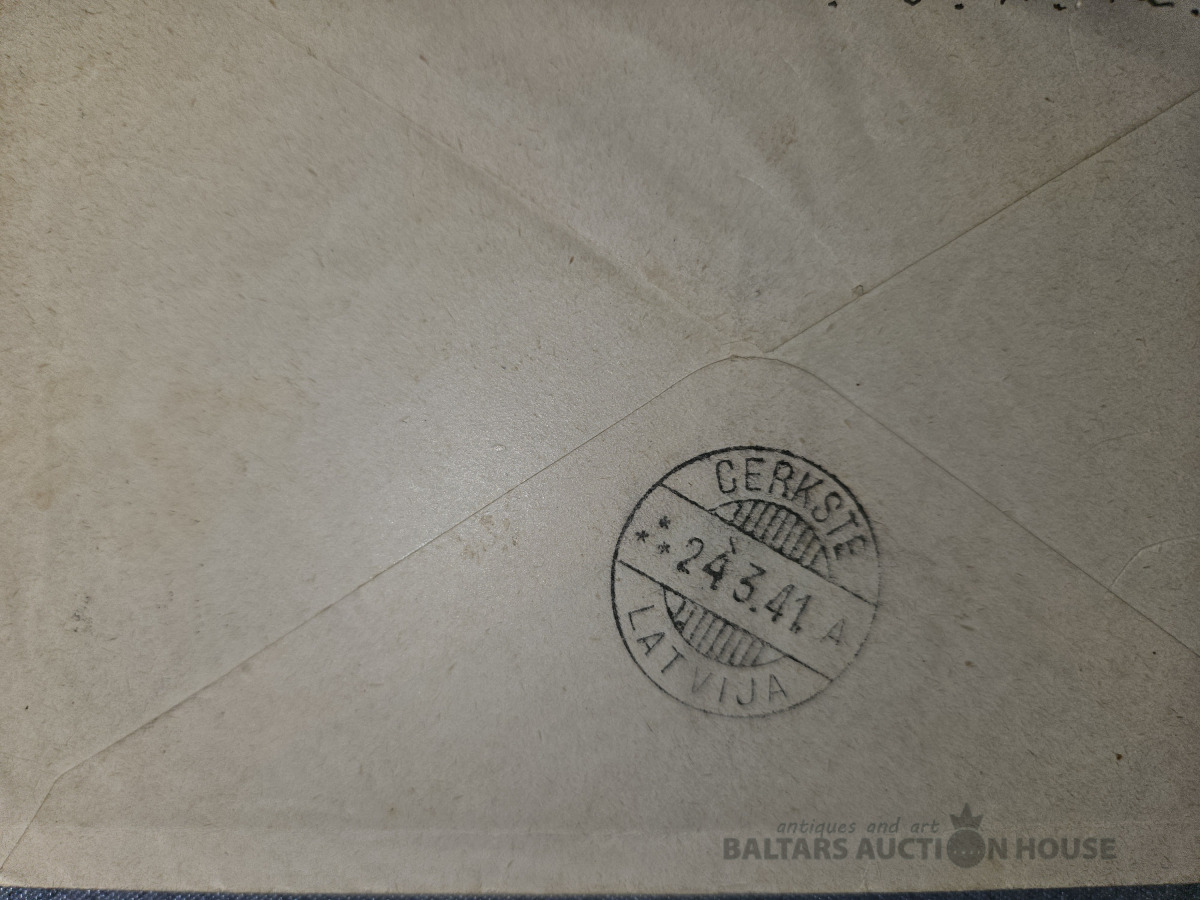 CERKSTE
24.3.41. A
LATVIJA
antiques and art
BALTARS AUCTION HOUSE